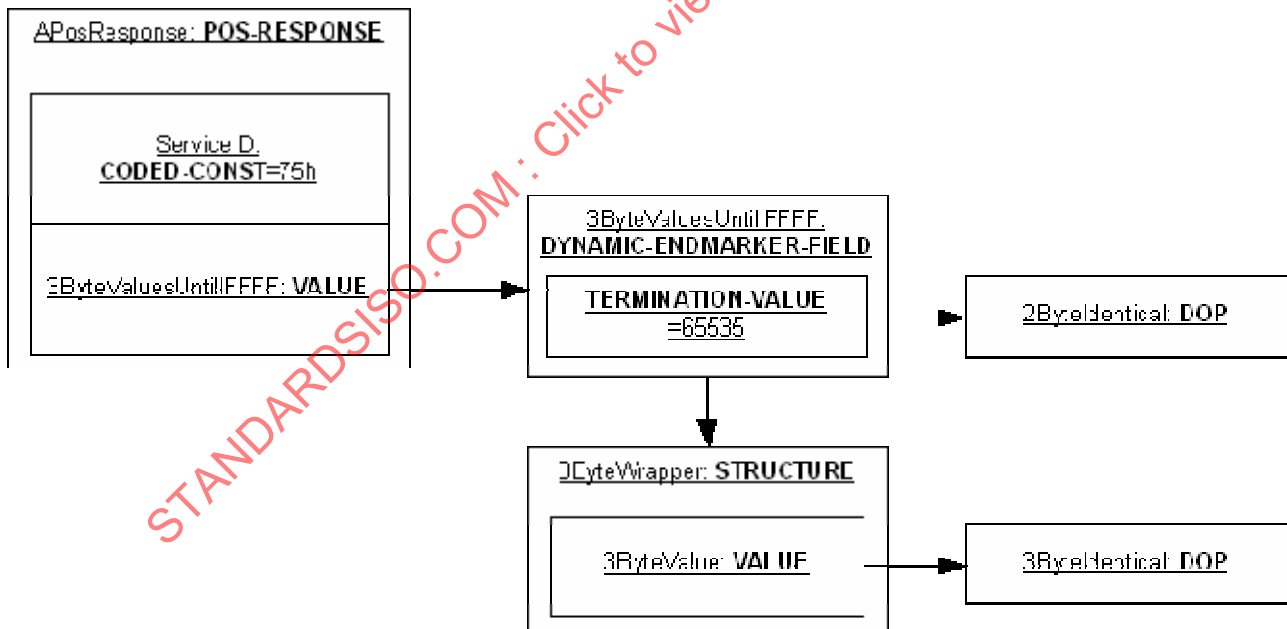 APosResponse: POS-RESPONSE
Service D.
CODED-CONST=75h
3ByteValuesUntilFFFF: VALUE
3ByteValuesUntilFFFF.
DYNAMIC-ENDMARKER-FIELD
TERMINATION-VALUE
=65535
2ByteIdentical: DOP
3ByteWrapper: STRUCTURE
3ByteValue: VALUE
3ByteIdentical: DOP
STANDARDSISO.COM : Click to view